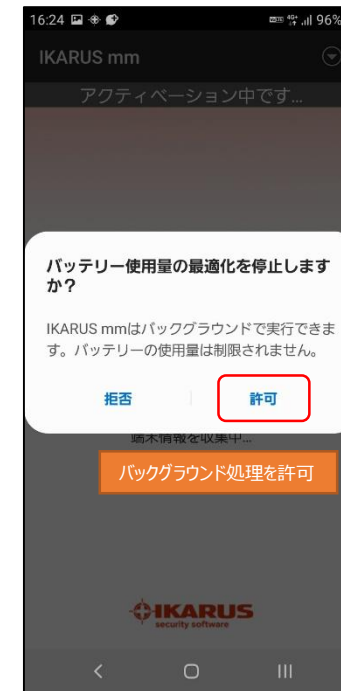 16:24 96%
IKARUS mm
アクティベーション中です...
バッテリー使用量の最適化を停止します
か？
IKARUS mmはバックグラウンドで実行できま
す。バッテリーの使用量は制限されません。
拒否 許可
端末情報を収集中...
バックグラウンド処理を許可
IKARUS
security software